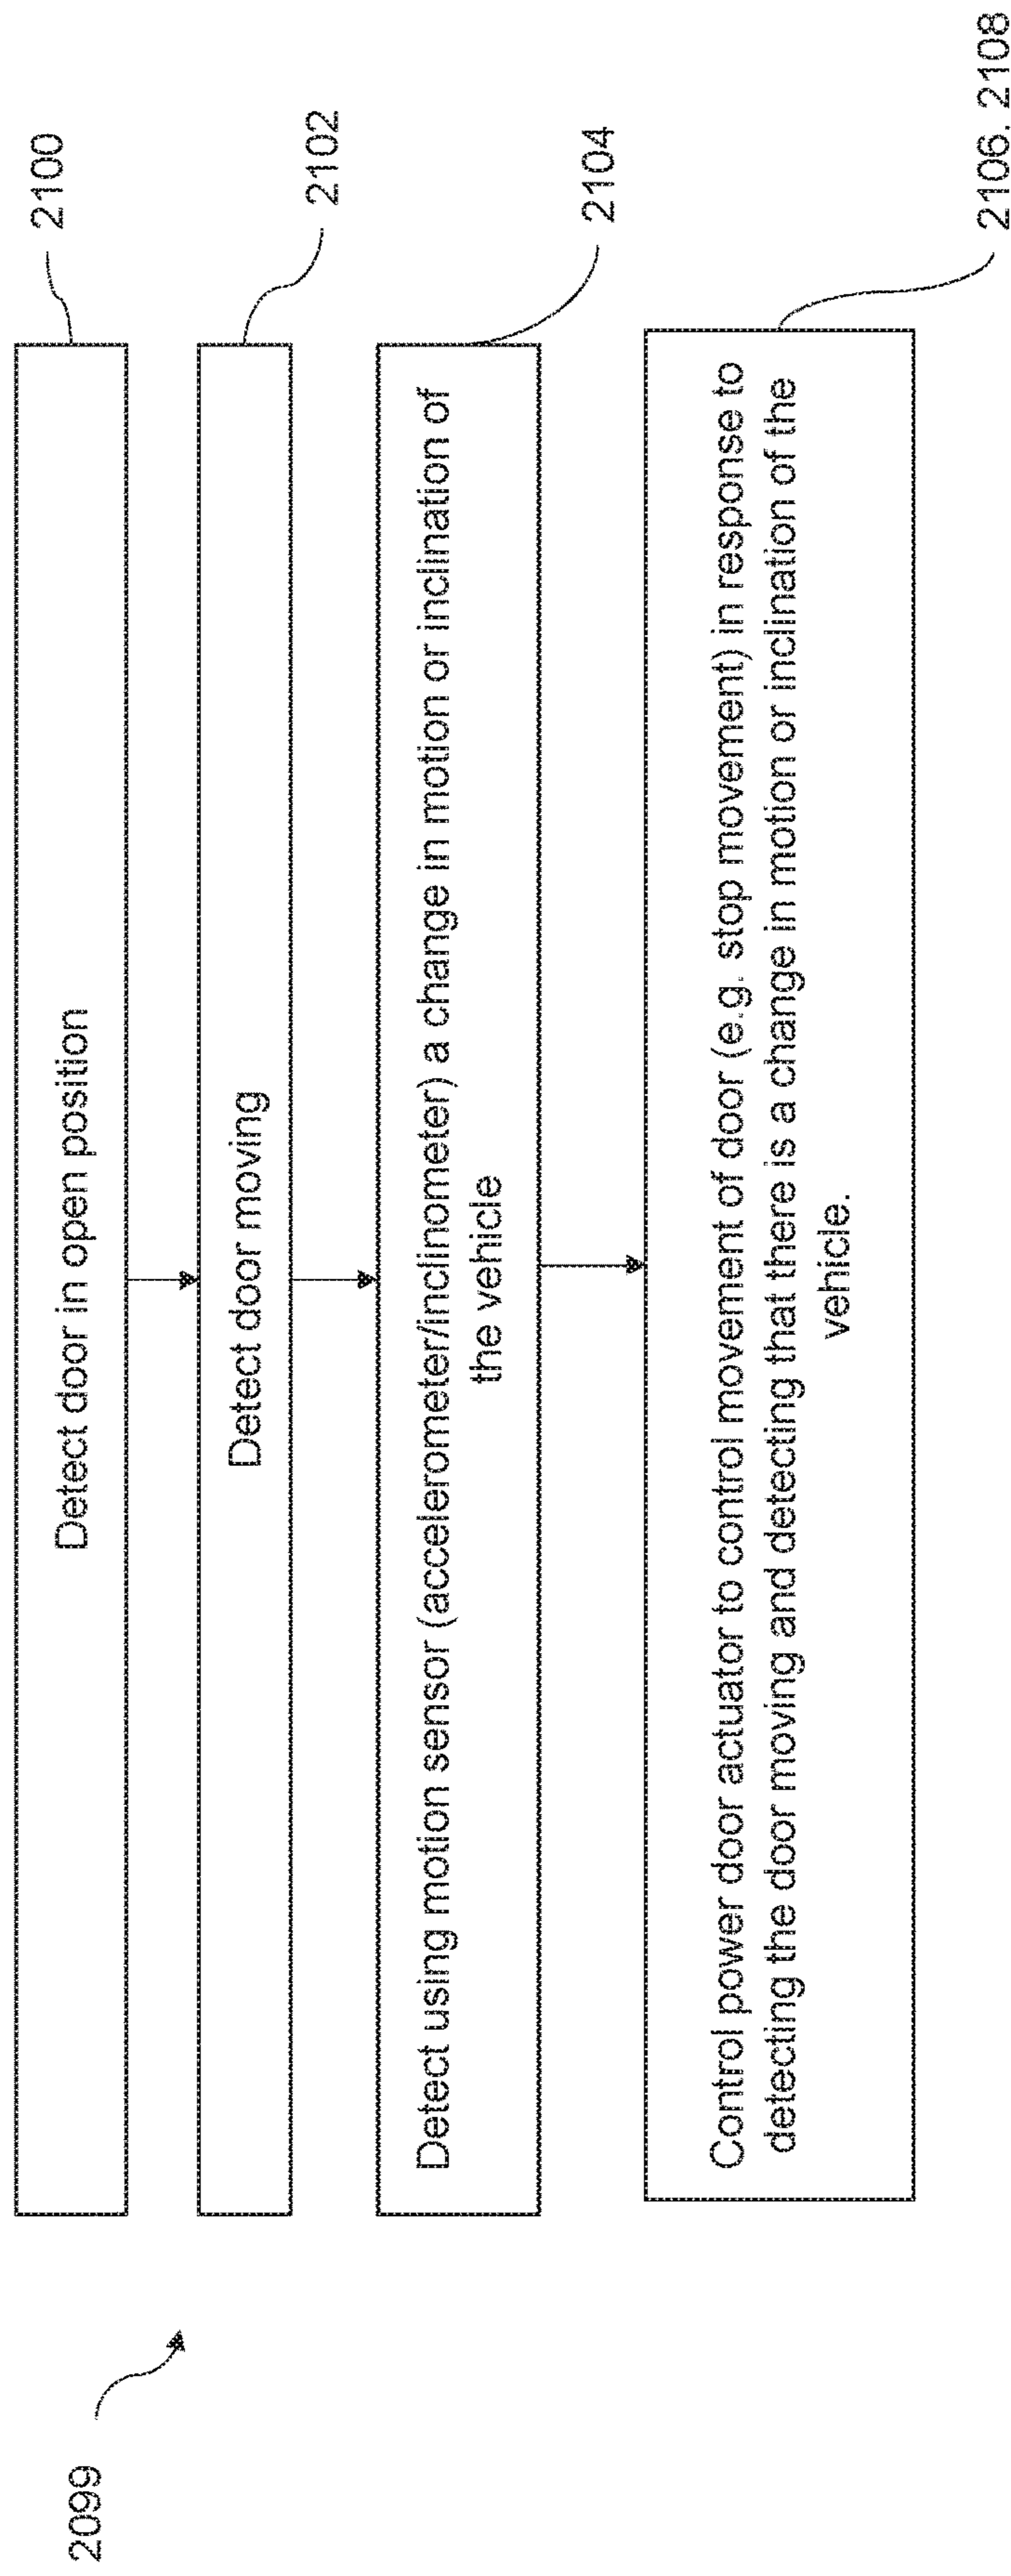 2099
Detect door in open position
2100
Detect door moving
2102
Detect using motion sensor (accelerometer/inclinometer) a change in motion or inclination of
the vehicle
2104
Control power door actuator to control movement of door (e.g. stop movement) in response to
detecting the door moving and detecting that there is a change in motion or inclination of the
vehicle.
2106. 2108